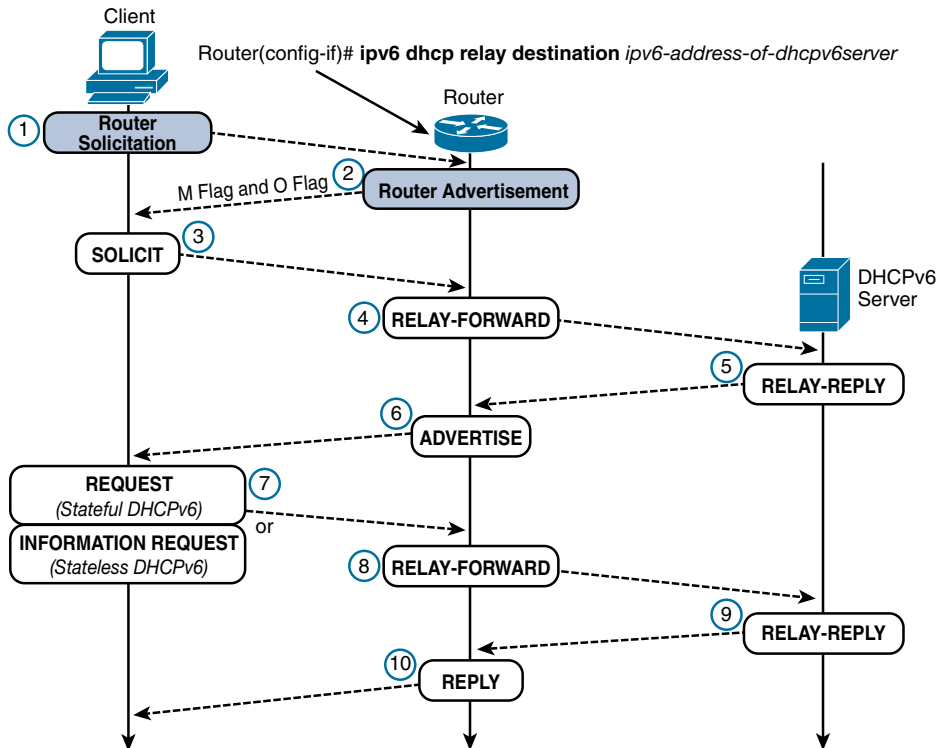 Client
Router(config-if)# ipv6 dhcp relay destination ipv6-address-of-dhcpv6server
Router
1
Router
Solicitation
2
M Flag and O Flag
Router Advertisement
3
SOLICIT
DHCPv6
Server
4
RELAY-FORWARD
5
RELAY-REPLY
6
ADVERTISE
7
REQUEST
(Stateful DHCPv6)
or
INFORMATION REQUEST
(Stateless DHCPv6)
8
RELAY-FORWARD
9
RELAY-REPLY
10
REPLY